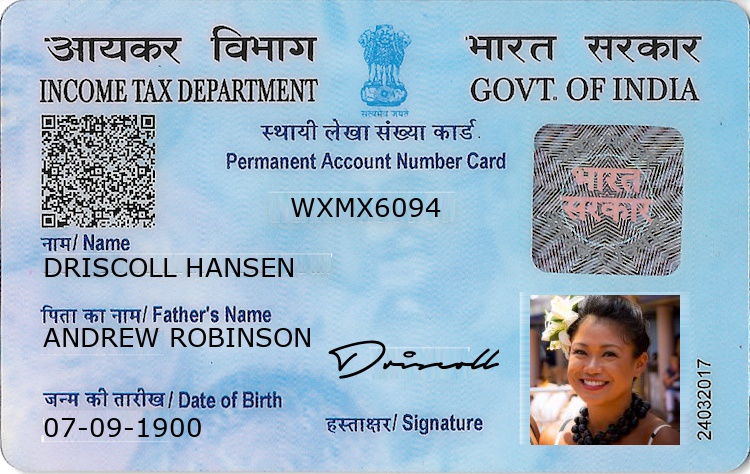 आयकर विभाग
INCOME TAX DEPARTMENT
सत्यमेव जयते
भारत सरकार
GOVT. OF INDIA
स्थायी लेखा संख्या कार्ड
Permanent Account Number Card
WXMX6094
भारत
सरकार
नाम/ Name
DRISCOLL HANSEN
पिता का नाम/ Father's Name
ANDREW ROBINSON
Driscoll
जन्म की तारीख/ Date of Birth
07-09-1900
हस्ताक्षर/ Signature
24032017